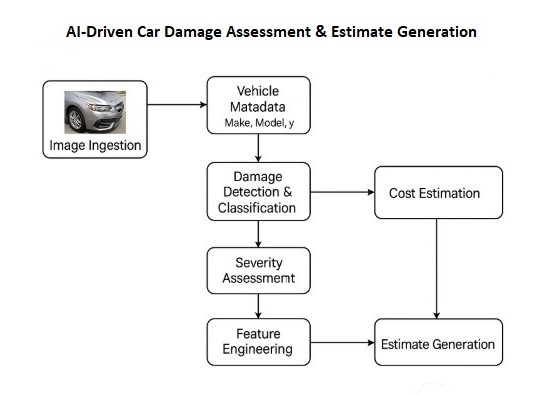 AI-Driven Car Damage Assessment & Estimate Generation
Image Ingestion
Vehicle
Matadata
Make, Model, y
Damage
Detection &
Classification
Cost Estimation
Severity
Assessment
Feature
Engineering
Estimate Generation